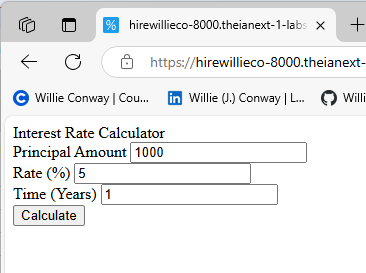 hirewillieco-8000.theianext-1-labs
https://hirewillieco-8000.theianext-
Willie Conway | Cou... Willie (J.) Conway | L... Willi
Interest Rate Calculator
Principal Amount 1000
Rate (%) 5
Time (Years) 1
Calculate